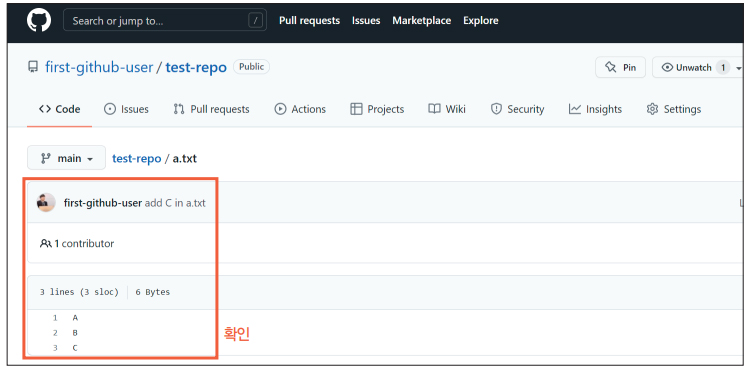 Search or jump to... /
Pull requests Issues Marketplace Explore
first-github-user / test-repo Public
Pin Unwatch 1
<> Code Issues Pull requests Actions Projects Wiki Security Insights Settings
main test-repo / a.txt
first-github-user add C in a.txt
1 contributor
3 lines (3 sloc) 6 Bytes
1 A
2 B
3 C
확인